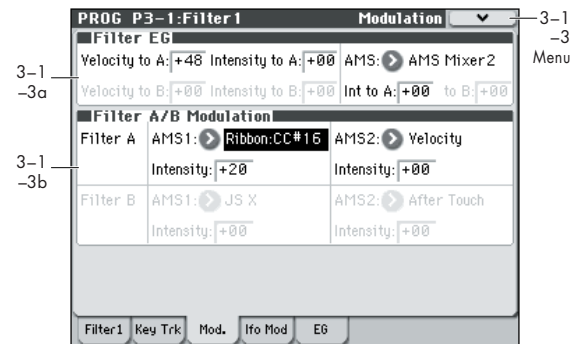 PROG P3-1:Filter1 Modulation
3-1
-3
Menu
Filter EG
Velocity to A: +48 Intensity to A: +00 AMS: AMS Mixer2
Velocity to B: +00 Intensity to B: +00 Int to A: +00 to B: +00
3-1
-3a
Filter A/B Modulation
Filter A AMS1: Ribbon:CC#16 AMS2: Velocity
Intensity: +20 Intensity: +00
3-1
-3b
Filter B AMS1: JS X AMS2: After Touch
Intensity: +00 Intensity: +00
Filter1 Key Trk Mod. lfo Mod EG